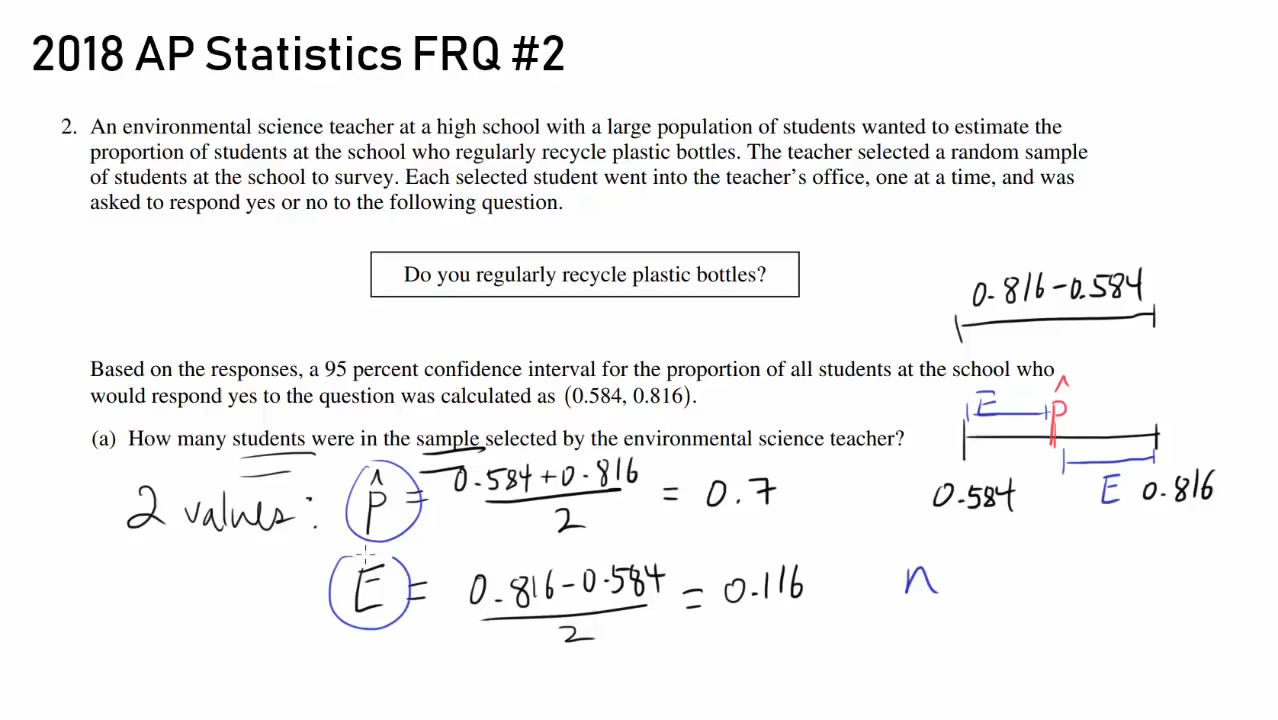 2018 AP Statistics FRQ #2
2. An environmental science teacher at a high school with a large population of students wanted to estimate the
proportion of students at the school who regularly recycle plastic bottles. The teacher selected a random sample
of students at the school to survey. Each selected student went into the teacher's office, one at a time, and was
asked to respond yes or no to the following question.
Do you regularly recycle plastic bottles?
0.816-0.584
Based on the responses, a 95 percent confidence interval for the proportion of all students at the school who
would respond yes to the question was calculated as (0.584, 0.816).
E p̂
(a) How many students were in the sample selected by the environmental science teacher?
0.584 E 0.816
2 values: p̂ = (0.584+0.816)/2 = 0.7
E = (0.816-0.584)/2 = 0.116
n